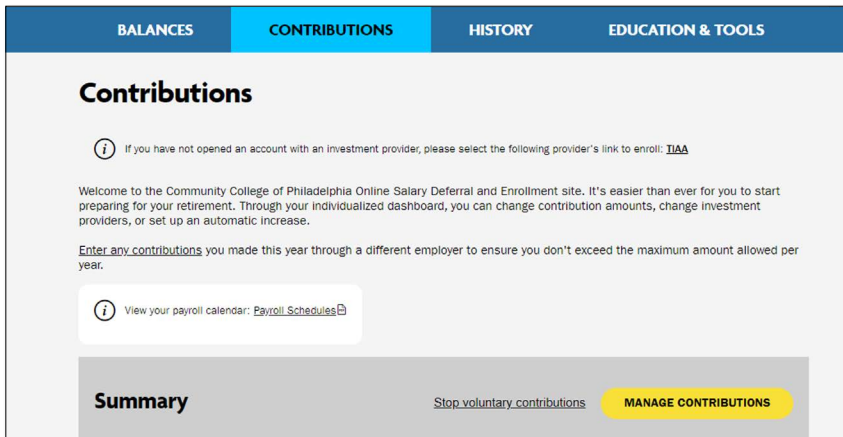 BALANCES CONTRIBUTIONS HISTORY EDUCATION & TOOLS
Contributions
If you have not opened an account with an investment provider, please select the following provider's link to enroll: TIAA
Welcome to the Community College of Philadelphia Online Salary Deferral and Enrollment site. It's easier than ever for you to start
preparing for your retirement. Through your individualized dashboard, you can change contribution amounts, change investment
providers, or set up an automatic increase.
Enter any contributions you made this year through a different employer to ensure you don't exceed the maximum amount allowed per
year.
View your payroll calendar: Payroll Schedules
Summary Stop voluntary contributions MANAGE CONTRIBUTIONS